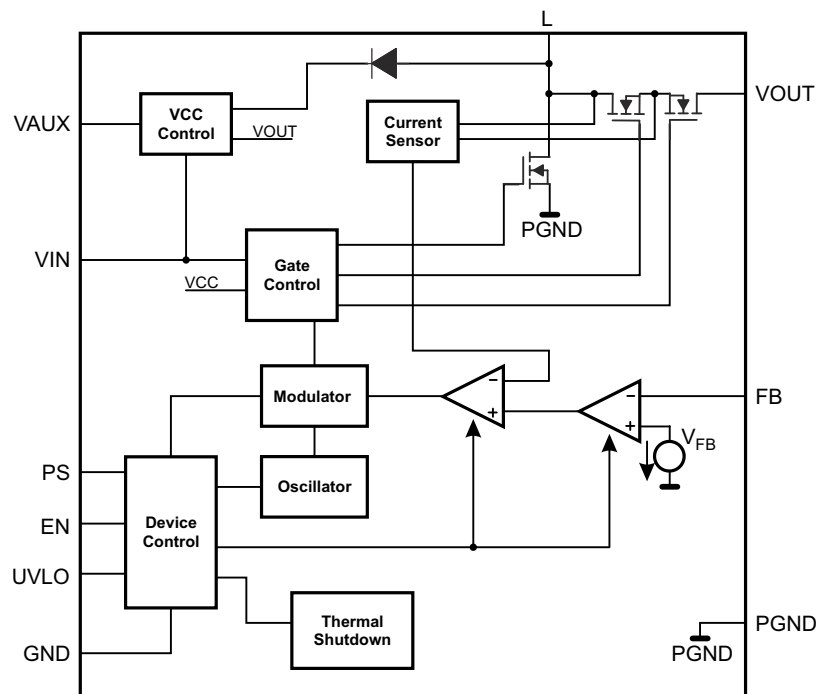 L
VOUT
VAUX
VCC
Control
VOUT
Current
Sensor
PGND
VIN
VCC
Gate
Control
Modulator
-
+
-
+
FB
VFB
PS
EN
UVLO
GND
Device
Control
Oscillator
Thermal
Shutdown
PGND
PGND